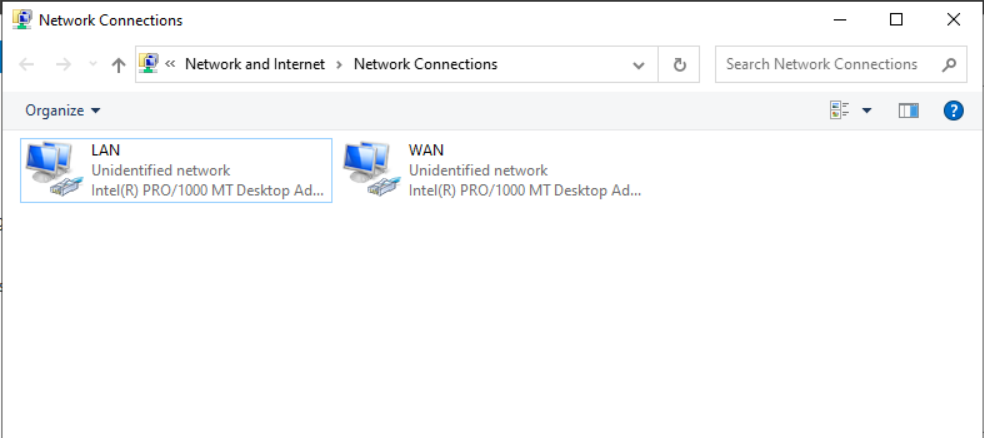 Network Connections
« Network and Internet › Network Connections
Search Network Connections
Organize
LAN
Unidentified network
Intel(R) PRO/1000 MT Desktop Ad...
WAN
Unidentified network
Intel(R) PRO/1000 MT Desktop Ad...